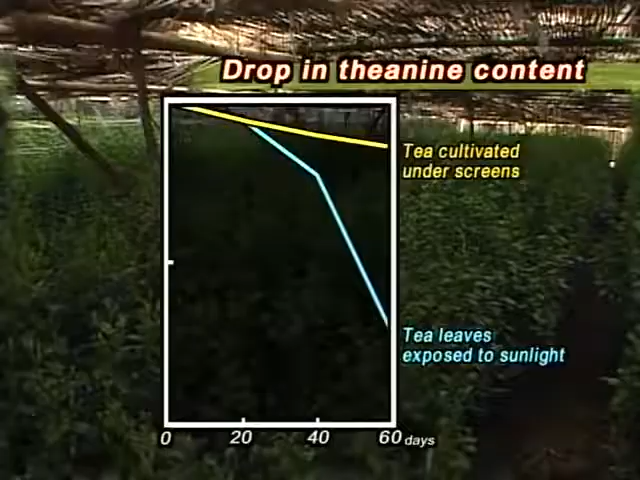 Drop in theanine content
Tea cultivated
under screens
Tea leaves
exposed to sunlight
0 20 40 60 days